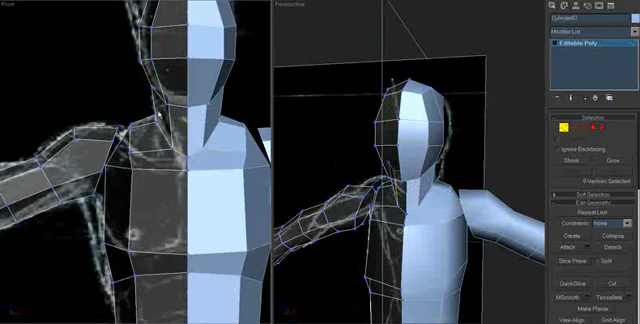 Front
Perspective
Modifier List
Editable Poly
Selection
Ignore Backfacing
Shrink
Grow
0 Vertices Selected
Soft Selection
Edit Geometry
Repeat Last
Constraints: None
Create
Collapse
Attach
Detach
Slice Plane
Split
QuickSlice
Cut
MSmooth
Tessellate
Make Planar
View Align
Grid Align